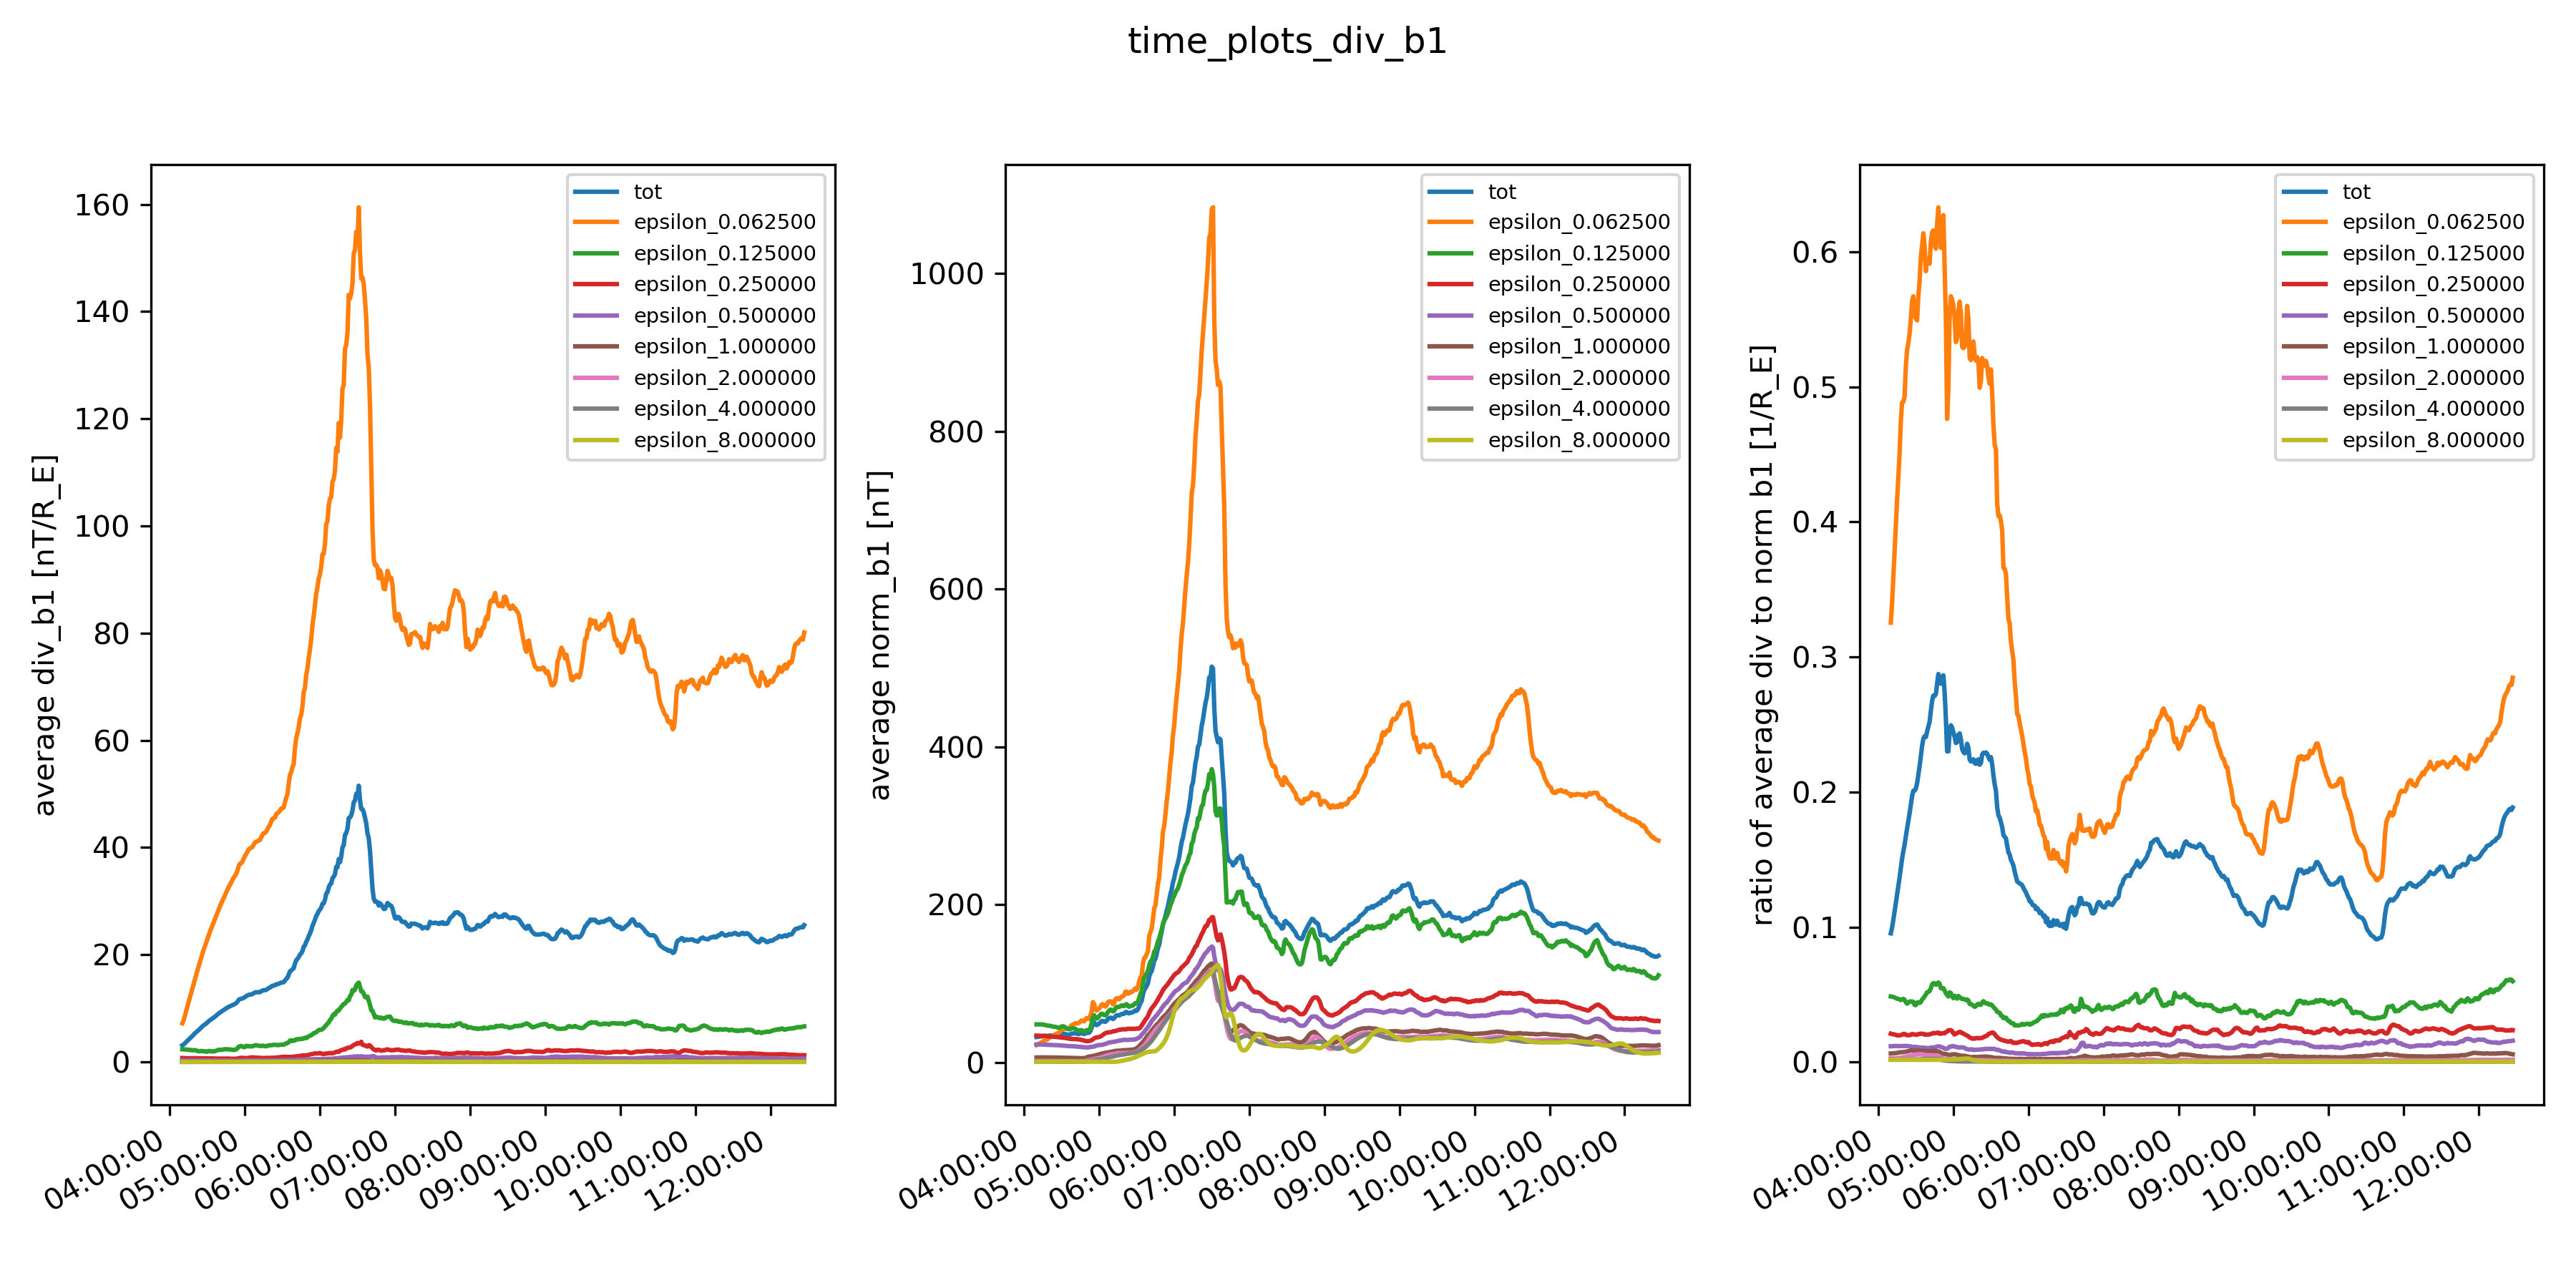 time_plots_div_b1
average div_b1 [nT/R_E]
160
140
120
100
80
60
40
20
0
04:00:00
05:00:00
06:00:00
07:00:00
08:00:00
09:00:00
10:00:00
11:00:00
12:00:00
tot
epsilon_0.062500
epsilon_0.125000
epsilon_0.250000
epsilon_0.500000
epsilon_1.000000
epsilon_2.000000
epsilon_4.000000
epsilon_8.000000
average norm_b1 [nT]
1000
800
600
400
200
0
04:00:00
05:00:00
06:00:00
07:00:00
08:00:00
09:00:00
10:00:00
11:00:00
12:00:00
tot
epsilon_0.062500
epsilon_0.125000
epsilon_0.250000
epsilon_0.500000
epsilon_1.000000
epsilon_2.000000
epsilon_4.000000
epsilon_8.000000
ratio of average div to norm b1 [1/R_E]
0.6
0.5
0.4
0.3
0.2
0.1
0.0
04:00:00
05:00:00
06:00:00
07:00:00
08:00:00
09:00:00
10:00:00
11:00:00
12:00:00
tot
epsilon_0.062500
epsilon_0.125000
epsilon_0.250000
epsilon_0.500000
epsilon_1.000000
epsilon_2.000000
epsilon_4.000000
epsilon_8.000000